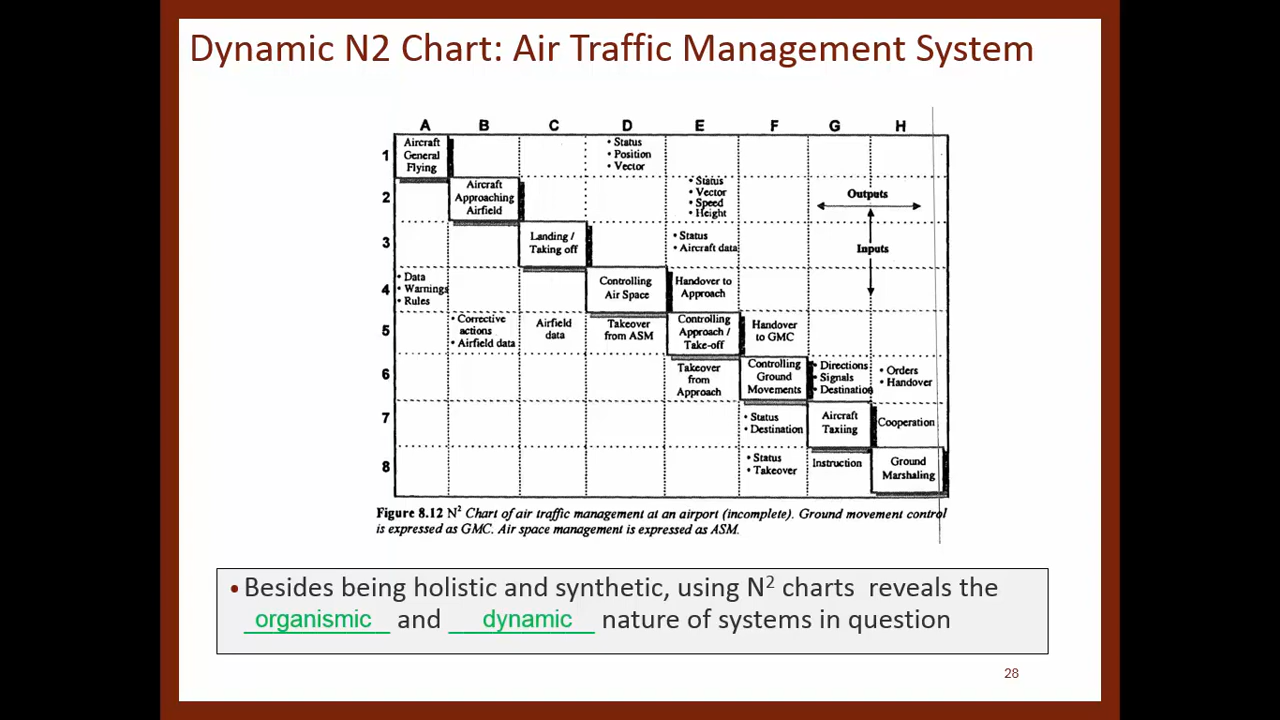 Dynamic N2 Chart: Air Traffic Management System
A B C D E F G H
1
Aircraft
General
Flying
• Status
• Position
• Vector
2
Aircraft
Approaching
Airfield
• Status
• Vector
• Speed
• Height
Outputs
3
Landing /
Taking off
• Status
• Aircraft data
Inputs
4
• Data
• Warnings
• Rules
Controlling
Air Space
Handover to
Approach
5
• Corrective
actions
• Airfield data
Airfield
data
Takeover
from ASM
Controlling
Approach /
Take-off
Handover
to GMC
6
Takeover
from
Approach
Controlling
Ground
Movements
• Directions
• Signals
• Destination
• Orders
• Handover
7
• Status
• Destination
Aircraft
Taxiing
Cooperation
8
• Status
• Takeover
Instruction
Ground
Marshaling
Figure 8.12 N² Chart of air traffic management at an airport (incomplete). Ground movement control
is expressed as GMC. Air space management is expressed as ASM.
• Besides being holistic and synthetic, using N² charts reveals the
organismic and dynamic nature of systems in question
28